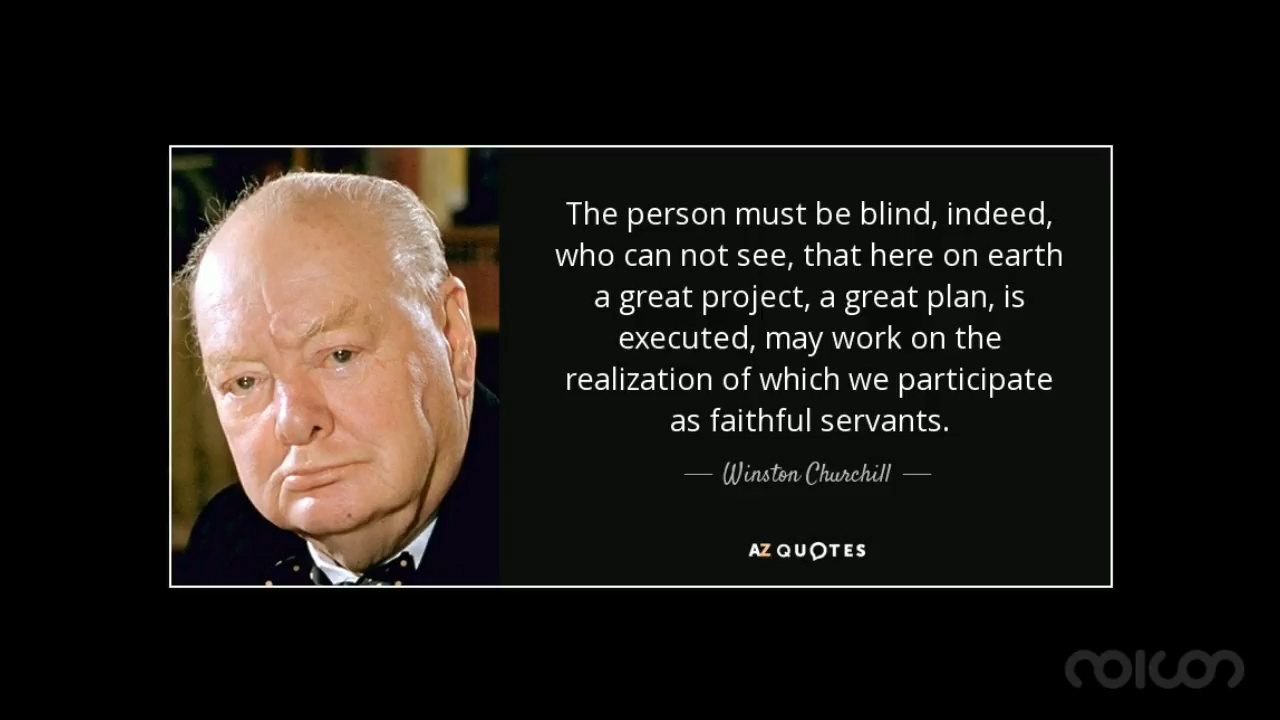 The person must be blind, indeed,
who can not see, that here on earth
a great project, a great plan, is
executed, may work on the
realization of which we participate
as faithful servants.
— Winston Churchill —
AZ QUOTES